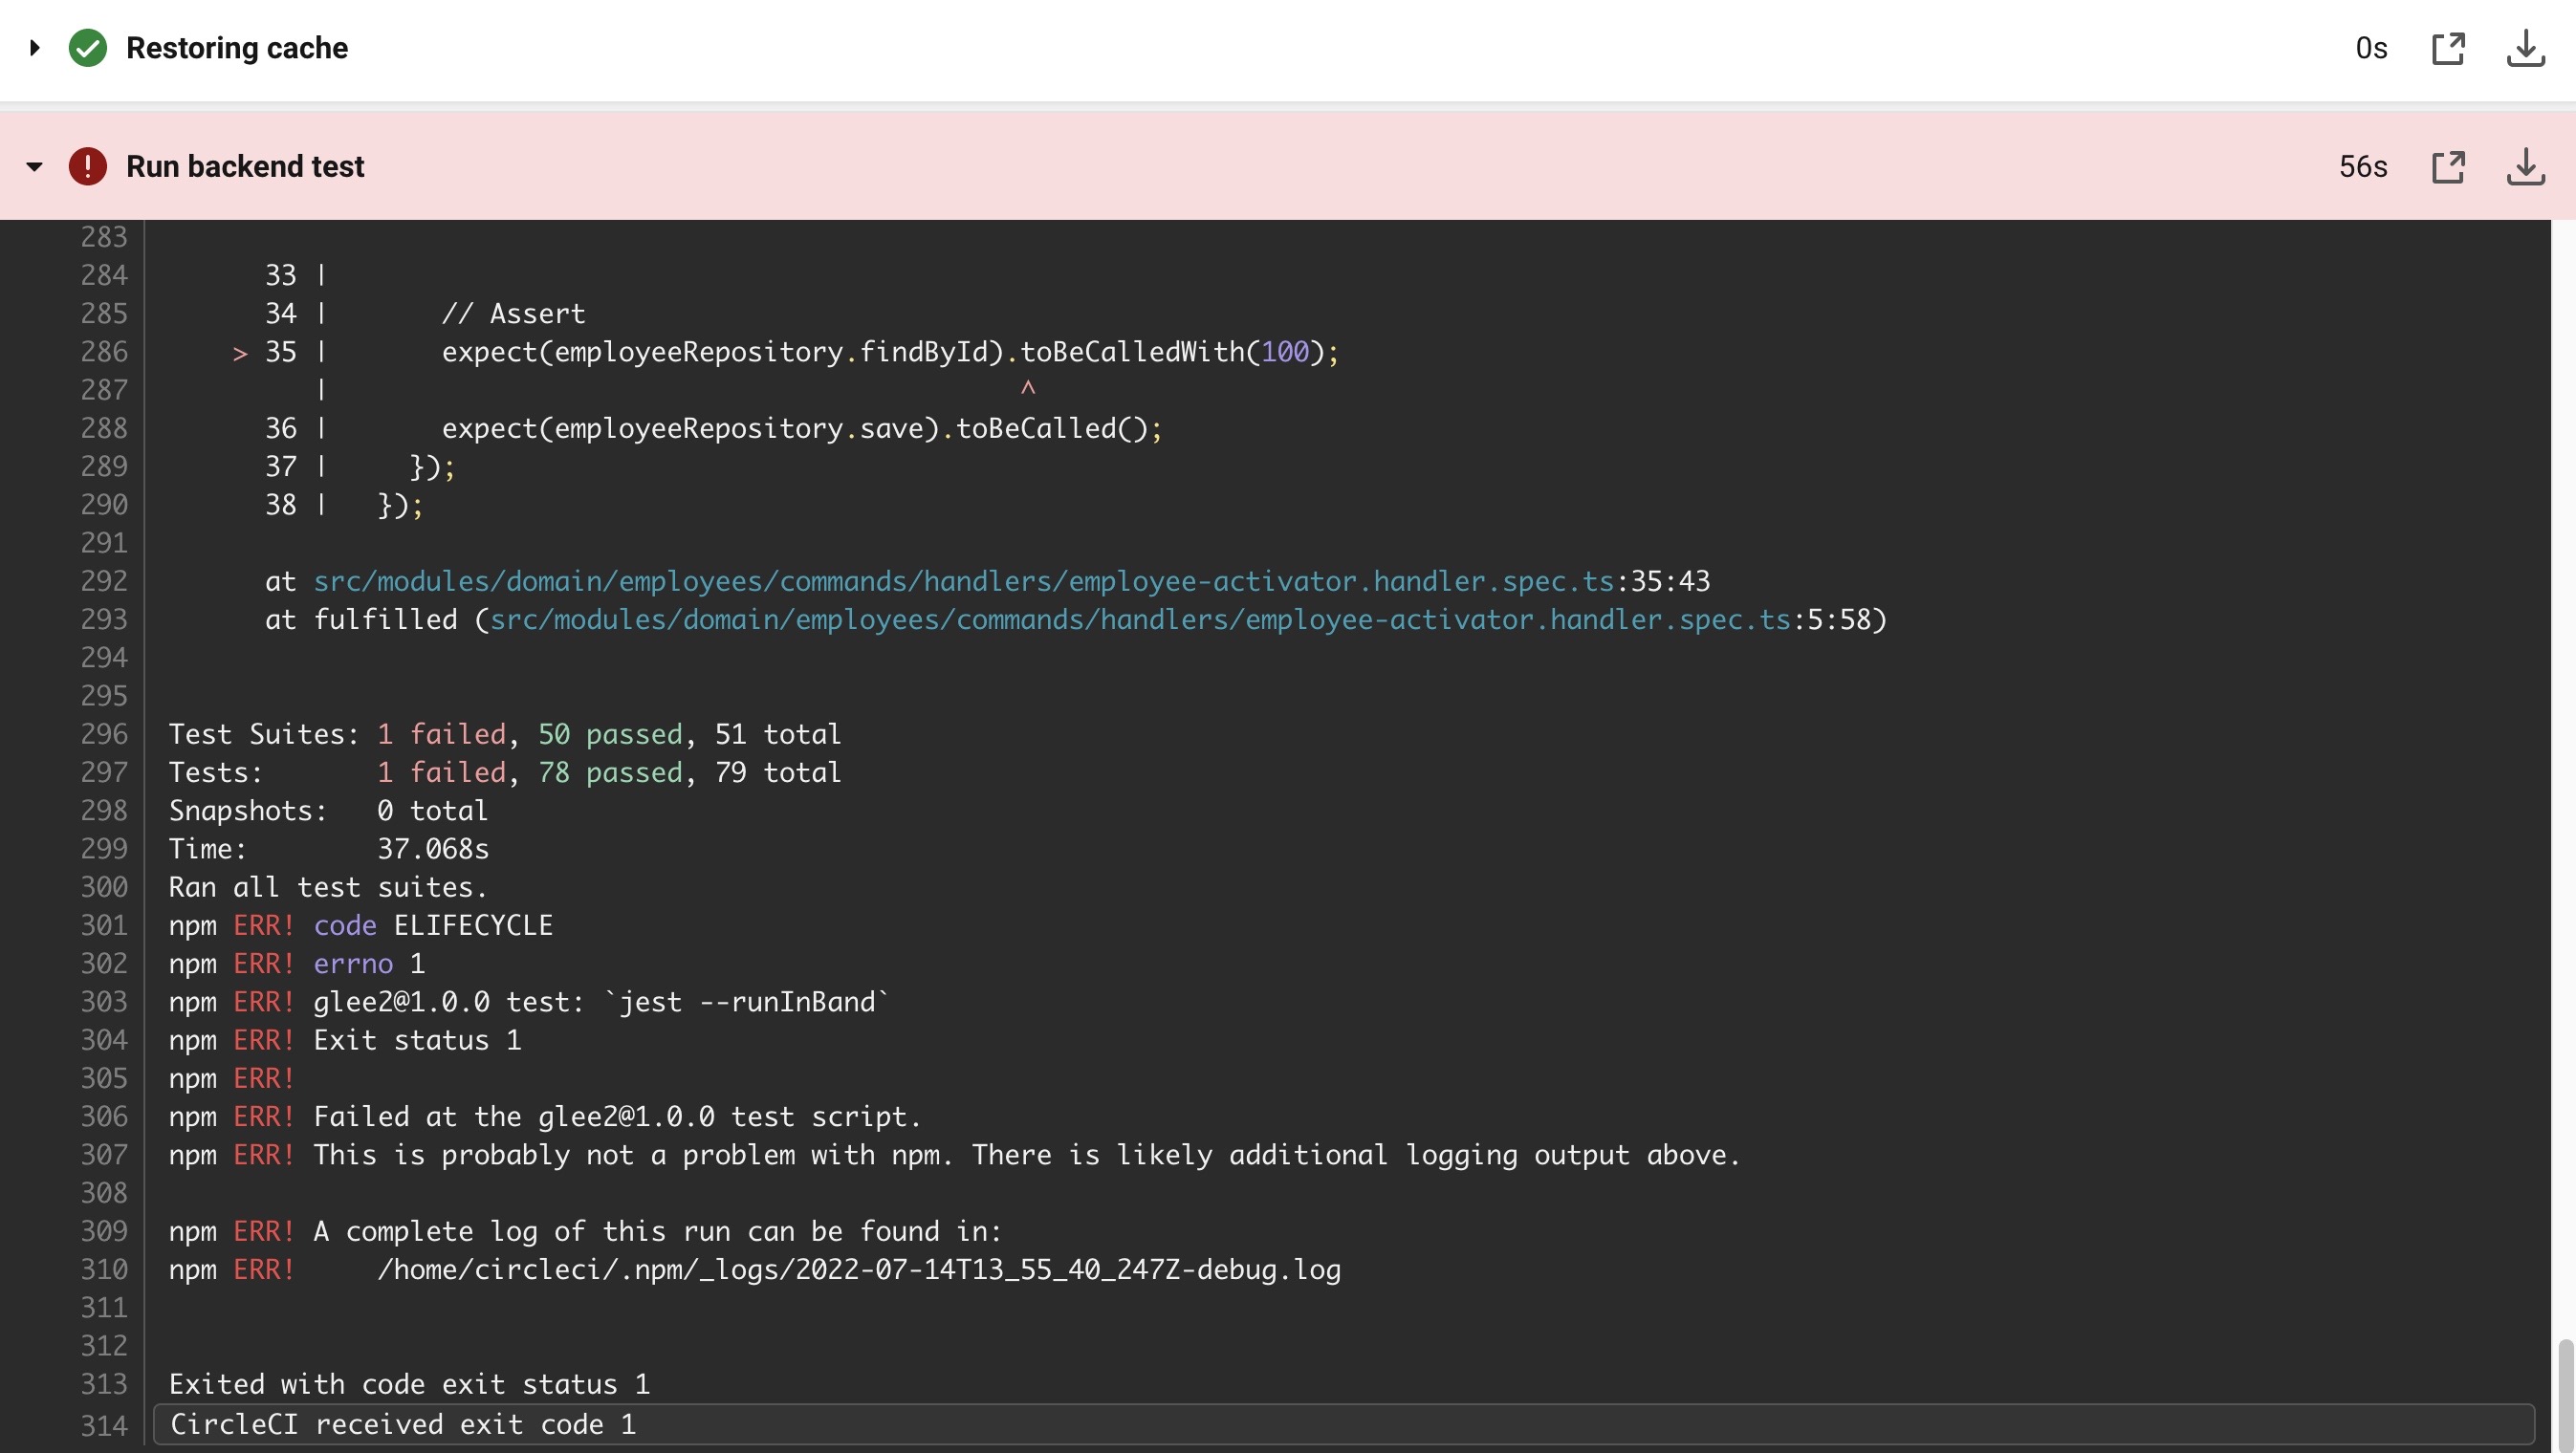 Restoring cache 0s
Run backend test 56s
283
284 33 |
285 34 | // Assert
286 > 35 | expect(employeeRepository.findById).toBeCalledWith(100);
287 | ^
288 36 | expect(employeeRepository.save).toBeCalled();
289 37 | });
290 38 | });
291
292 at src/modules/domain/employees/commands/handlers/employee-activator.handler.spec.ts:35:43
293 at fulfilled (src/modules/domain/employees/commands/handlers/employee-activator.handler.spec.ts:5:58)
294
295
296 Test Suites: 1 failed, 50 passed, 51 total
297 Tests: 1 failed, 78 passed, 79 total
298 Snapshots: 0 total
299 Time: 37.068s
300 Ran all test suites.
301 npm ERR! code ELIFECYCLE
302 npm ERR! errno 1
303 npm ERR! glee2@1.0.0 test: `jest --runInBand`
304 npm ERR! Exit status 1
305 npm ERR!
306 npm ERR! Failed at the glee2@1.0.0 test script.
307 npm ERR! This is probably not a problem with npm. There is likely additional logging output above.
308
309 npm ERR! A complete log of this run can be found in:
310 npm ERR! /home/circleci/.npm/_logs/2022-07-14T13_55_40_247Z-debug.log
311
312
313 Exited with code exit status 1
314 CircleCI received exit code 1